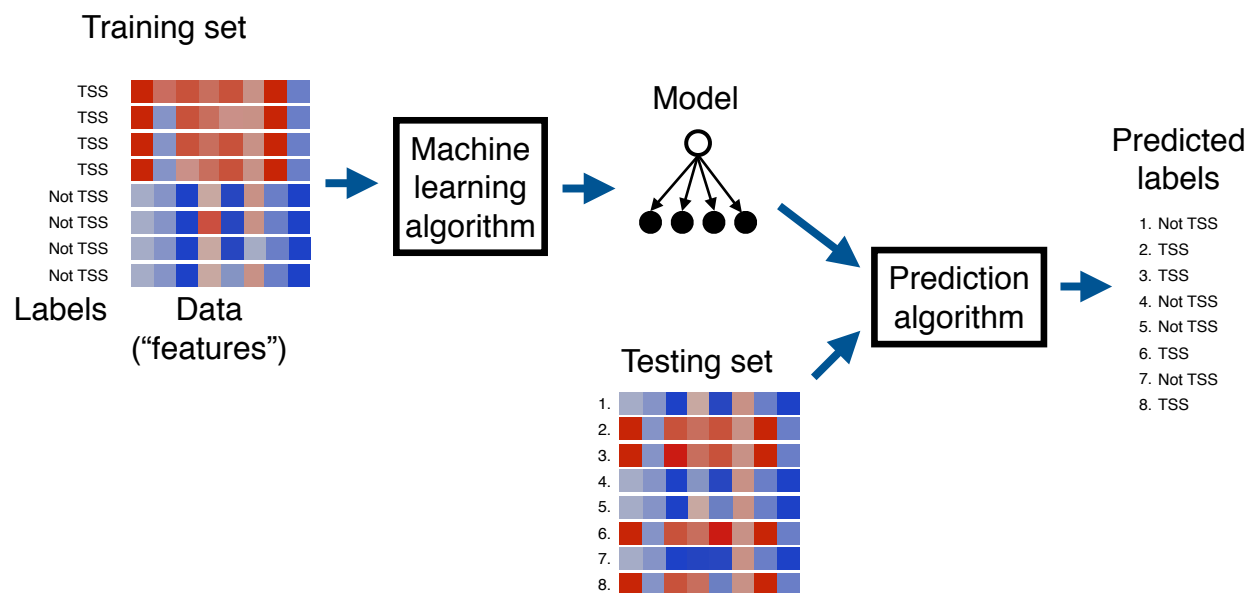 Training set
TSS
TSS
TSS
TSS
Not TSS
Not TSS
Not TSS
Not TSS
Labels
Data
(“features”)
Machine
learning
algorithm
Model
Testing set
1.
2.
3.
4.
5.
6.
7.
8.
Prediction
algorithm
Predicted
labels
1. Not TSS
2. TSS
3. TSS
4. Not TSS
5. Not TSS
6. TSS
7. Not TSS
8. TSS